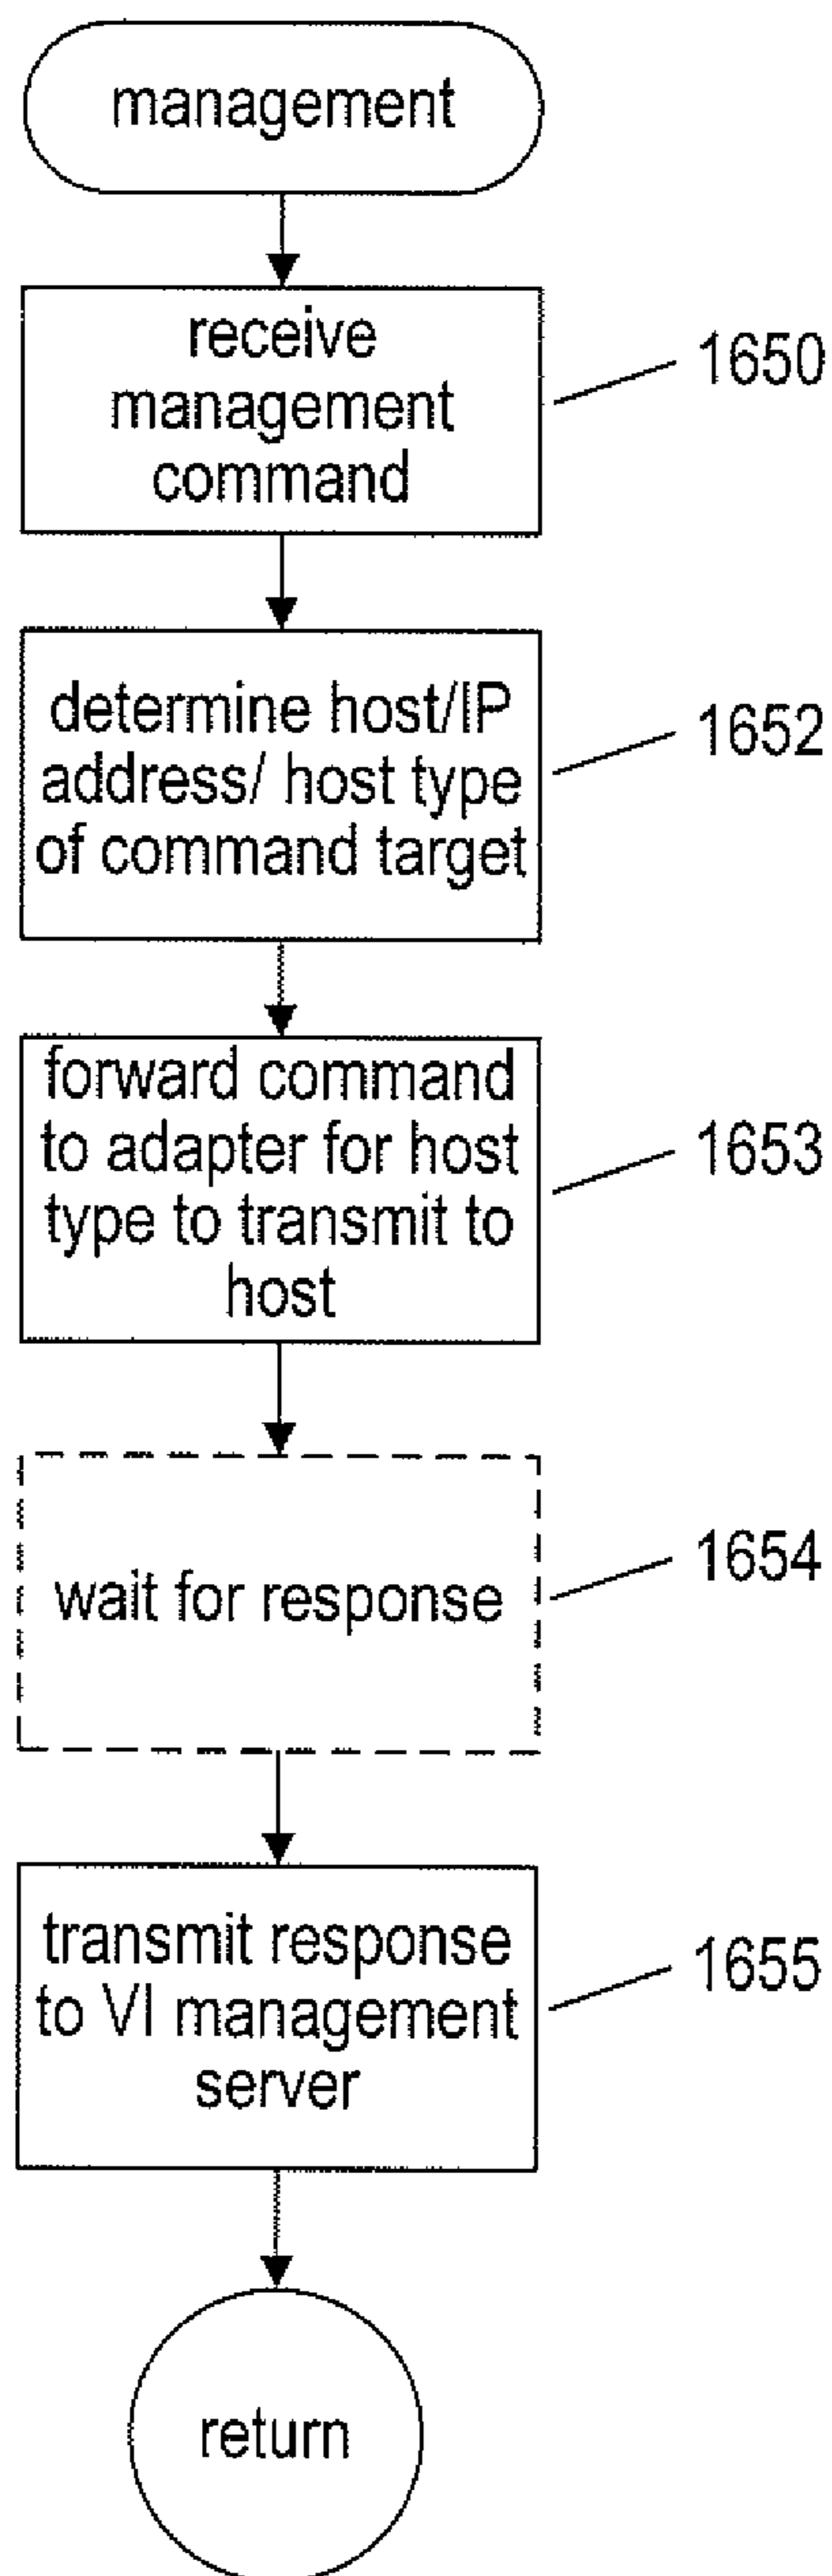 management
receive
management
command
1650
determine host/IP
address/ host type
of command target
1652
forward command
to adapter for host
type to transmit to
host
1653
wait for response
1654
transmit response
to VI management
server
1655
return